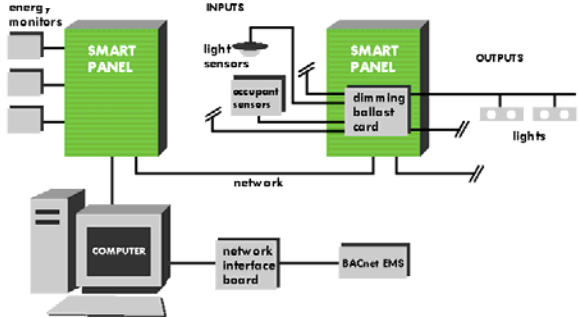 energy
monitors
SMART
PANEL
INPUTS
light
sensors
occupant
sensors
SMART
PANEL
dimming
ballast
card
OUTPUTS
lights
network
COMPUTER
network
interface
board
BACnet EMS